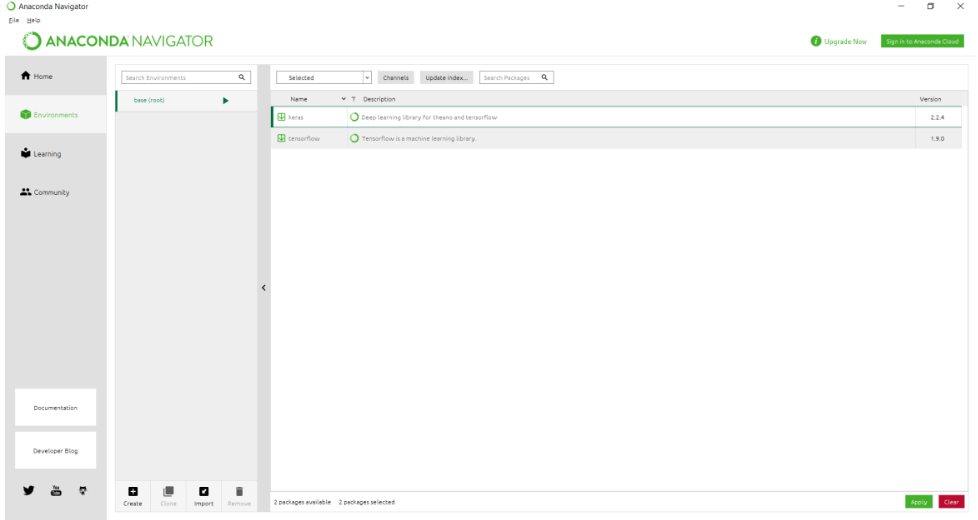 Anaconda Navigator
File Help
ANACONDA NAVIGATOR
Upgrade Now
Sign in to Anaconda Cloud
Home
Environments
Learning
Community
Documentation
Developer Blog
You Tube
Search Environments
base (root)
Create Clone Import Remove
Selected Channels Update index... Search Packages
Name T Description Version
keras Deep learning library for theano and tensorflow 2.2.4
tensorflow Tensorflow is a machine learning library. 1.9.0
2 packages available 2 packages selected
Apply Clear